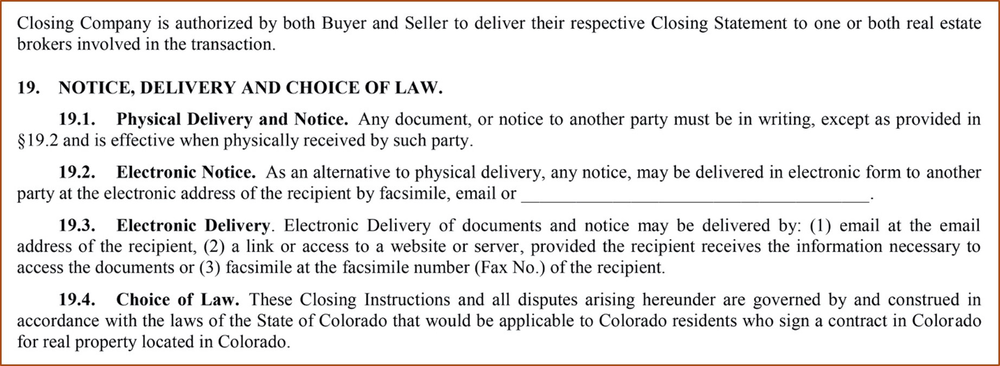 Closing Company is authorized by both Buyer and Seller to deliver their respective Closing Statement to one or both real estate
brokers involved in the transaction.
19. NOTICE, DELIVERY AND CHOICE OF LAW.
19.1. Physical Delivery and Notice. Any document, or notice to another party must be in writing, except as provided in
§19.2 and is effective when physically received by such party.
19.2. Electronic Notice. As an alternative to physical delivery, any notice, may be delivered in electronic form to another
party at the electronic address of the recipient by facsimile, email or ______________________________________.
19.3. Electronic Delivery. Electronic Delivery of documents and notice may be delivered by: (1) email at the email
address of the recipient, (2) a link or access to a website or server, provided the recipient receives the information necessary to
access the documents or (3) facsimile at the facsimile number (Fax No.) of the recipient.
19.4. Choice of Law. These Closing Instructions and all disputes arising hereunder are governed by and construed in
accordance with the laws of the State of Colorado that would be applicable to Colorado residents who sign a contract in Colorado
for real property located in Colorado.